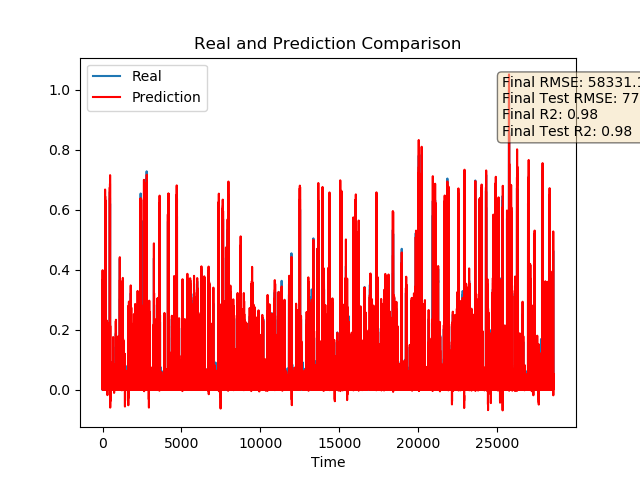 Real and Prediction Comparison
Real
Prediction
Final RMSE: 58331.
Final Test RMSE: 77
Final R2: 0.98
Final Test R2: 0.98
1.0
0.8
0.6
0.4
0.2
0.0
0
5000
10000
15000
20000
25000
Time